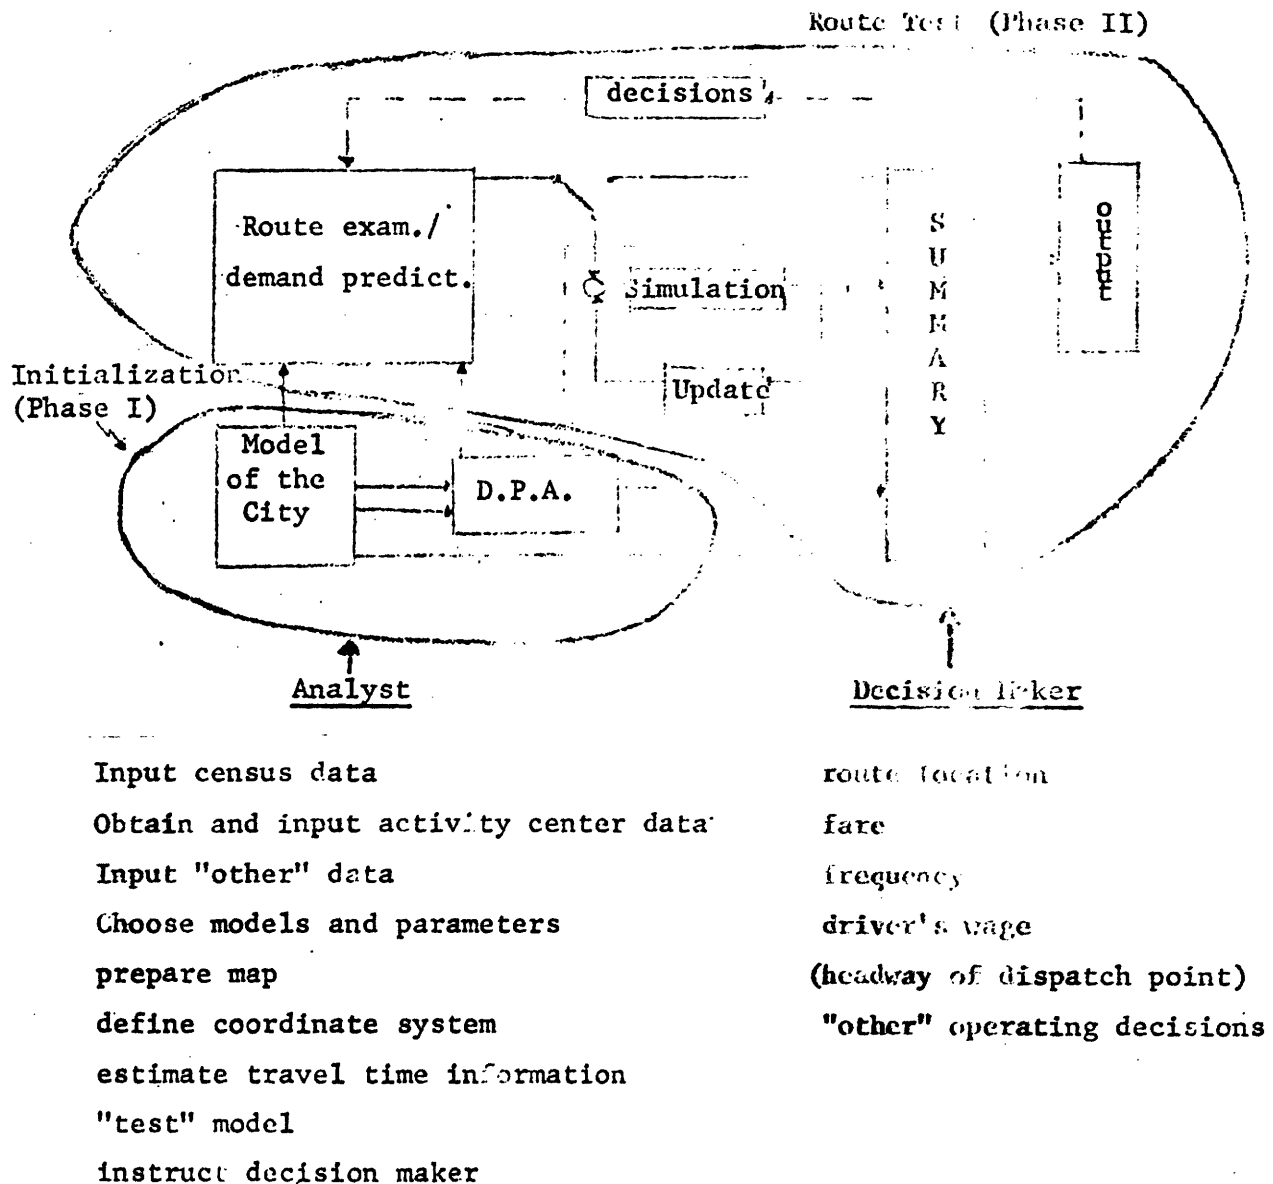 Route Test (Phase II)
decisions
Route exam./
demand predict.
Simulation
Update
SUMMARY
output
Initialization
(Phase I)
Model
of the
City
D.P.A.
Analyst
Decision Maker
Input census data
Obtain and input activity center data
Input "other" data
Choose models and parameters
prepare map
define coordinate system
estimate travel time information
"test" model
instruct decision maker
route location
fare
frequency
driver's wage
(headway of dispatch point)
"other" operating decisions